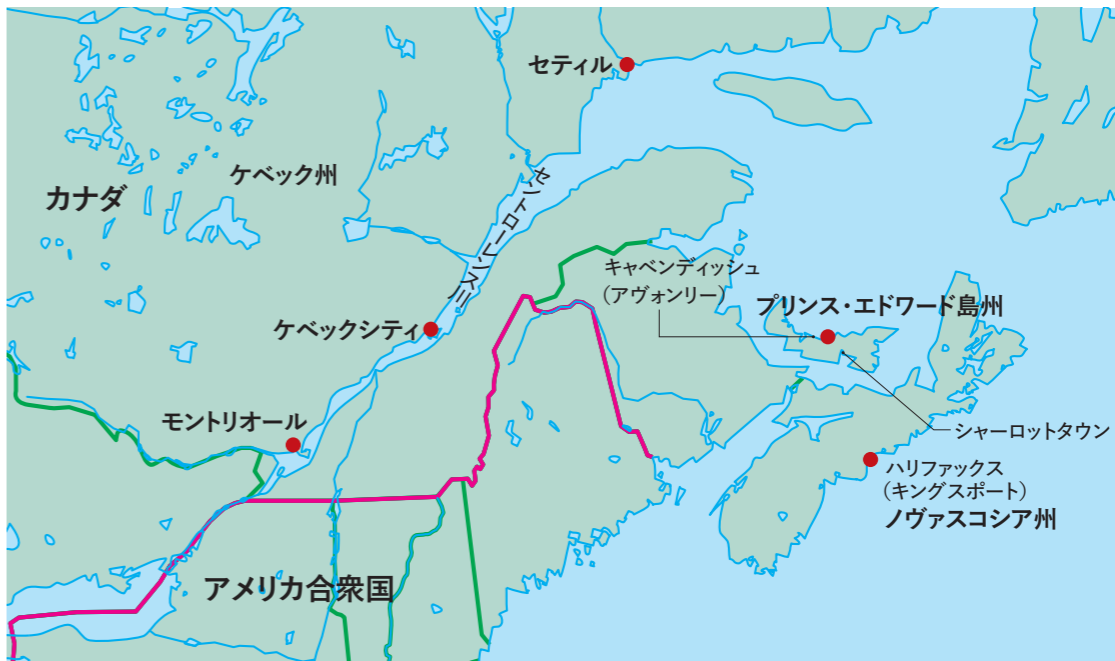 セティル
ケベック州
カナダ
セントローレンス川
キャベンディッシュ
(アヴォンリー)
プリンス・エドワード島州
ケベックシティ
モントリオール
シャーロットタウン
ハリファックス
(キングスポート)
ノヴァスコシア州
アメリカ合衆国